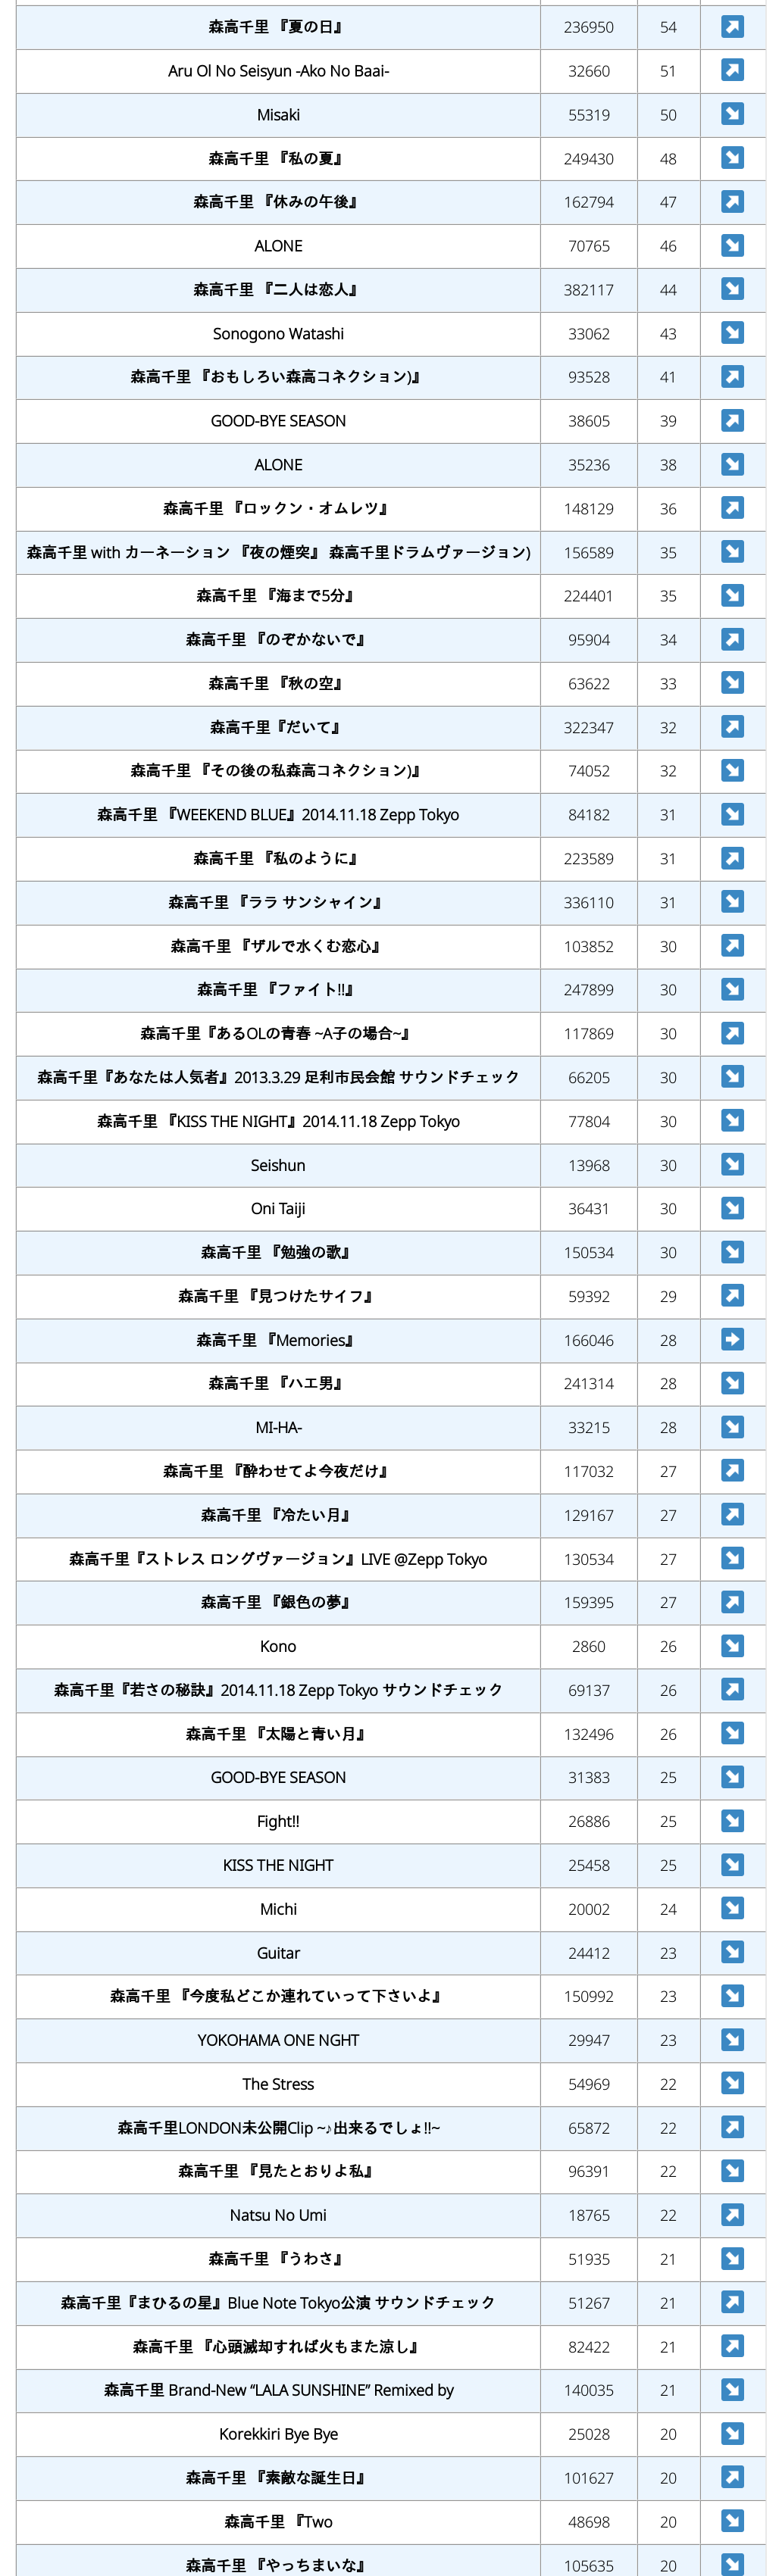 森高千里 『夏の日』 236950 54
Aru Ol No Seisyun -Ako No Baai- 32660 51
Misaki 55319 50
森高千里 『私の夏』 249430 48
森高千里 『休みの午後』 162794 47
ALONE 70765 46
森高千里 『二人は恋人』 382117 44
Sonogono Watashi 33062 43
森高千里 『おもしろい森高コネクション)』 93528 41
GOOD-BYE SEASON 38605 39
ALONE 35236 38
森高千里 『ロックン・オムレツ』 148129 36
森高千里 with カーネーション 『夜の煙突』 森高千里ドラムヴァージョン) 156589 35
森高千里 『海まで5分』 224401 35
森高千里 『のぞかないで』 95904 34
森高千里 『秋の空』 63622 33
森高千里『だいて』 322347 32
森高千里 『その後の私森高コネクション)』 74052 32
森高千里 『WEEKEND BLUE』2014.11.18 Zepp Tokyo 84182 31
森高千里 『私のように』 223589 31
森高千里 『ララ サンシャイン』 336110 31
森高千里 『ザルで水くむ恋心』 103852 30
森高千里 『ファイト!!』 247899 30
森高千里『あるOLの青春 ~A子の場合~』 117869 30
森高千里『あなたは人気者』2013.3.29 足利市民会館 サウンドチェック 66205 30
森高千里 『KISS THE NIGHT』2014.11.18 Zepp Tokyo 77804 30
Seishun 13968 30
Oni Taiji 36431 30
森高千里 『勉強の歌』 150534 30
森高千里 『見つけたサイフ』 59392 29
森高千里 『Memories』 166046 28
森高千里 『ハエ男』 241314 28
MI-HA- 33215 28
森高千里 『酔わせてよ今夜だけ』 117032 27
森高千里 『冷たい月』 129167 27
森高千里『ストレス ロングヴァージョン』LIVE @Zepp Tokyo 130534 27
森高千里 『銀色の夢』 159395 27
Kono 2860 26
森高千里『若さの秘訣』2014.11.18 Zepp Tokyo サウンドチェック 69137 26
森高千里 『太陽と青い月』 132496 26
GOOD-BYE SEASON 31383 25
Fight!! 26886 25
KISS THE NIGHT 25458 25
Michi 20002 24
Guitar 24412 23
森高千里 『今度私どこか連れていって下さいよ』 150992 23
YOKOHAMA ONE NGHT 29947 23
The Stress 54969 22
森高千里LONDON未公開Clip ~♪出来るでしょ!!~ 65872 22
森高千里 『見たとおりよ私』 96391 22
Natsu No Umi 18765 22
森高千里 『うわさ』 51935 21
森高千里『まひるの星』Blue Note Tokyo公演 サウンドチェック 51267 21
森高千里 『心頭滅却すれば火もまた涼し』 82422 21
森高千里 Brand-New “LALA SUNSHINE” Remixed by 140035 21
Korekkiri Bye Bye 25028 20
森高千里 『素敵な誕生日』 101627 20
森高千里 『Two 48698 20
森高千里 『やっちまいな』 105635 20